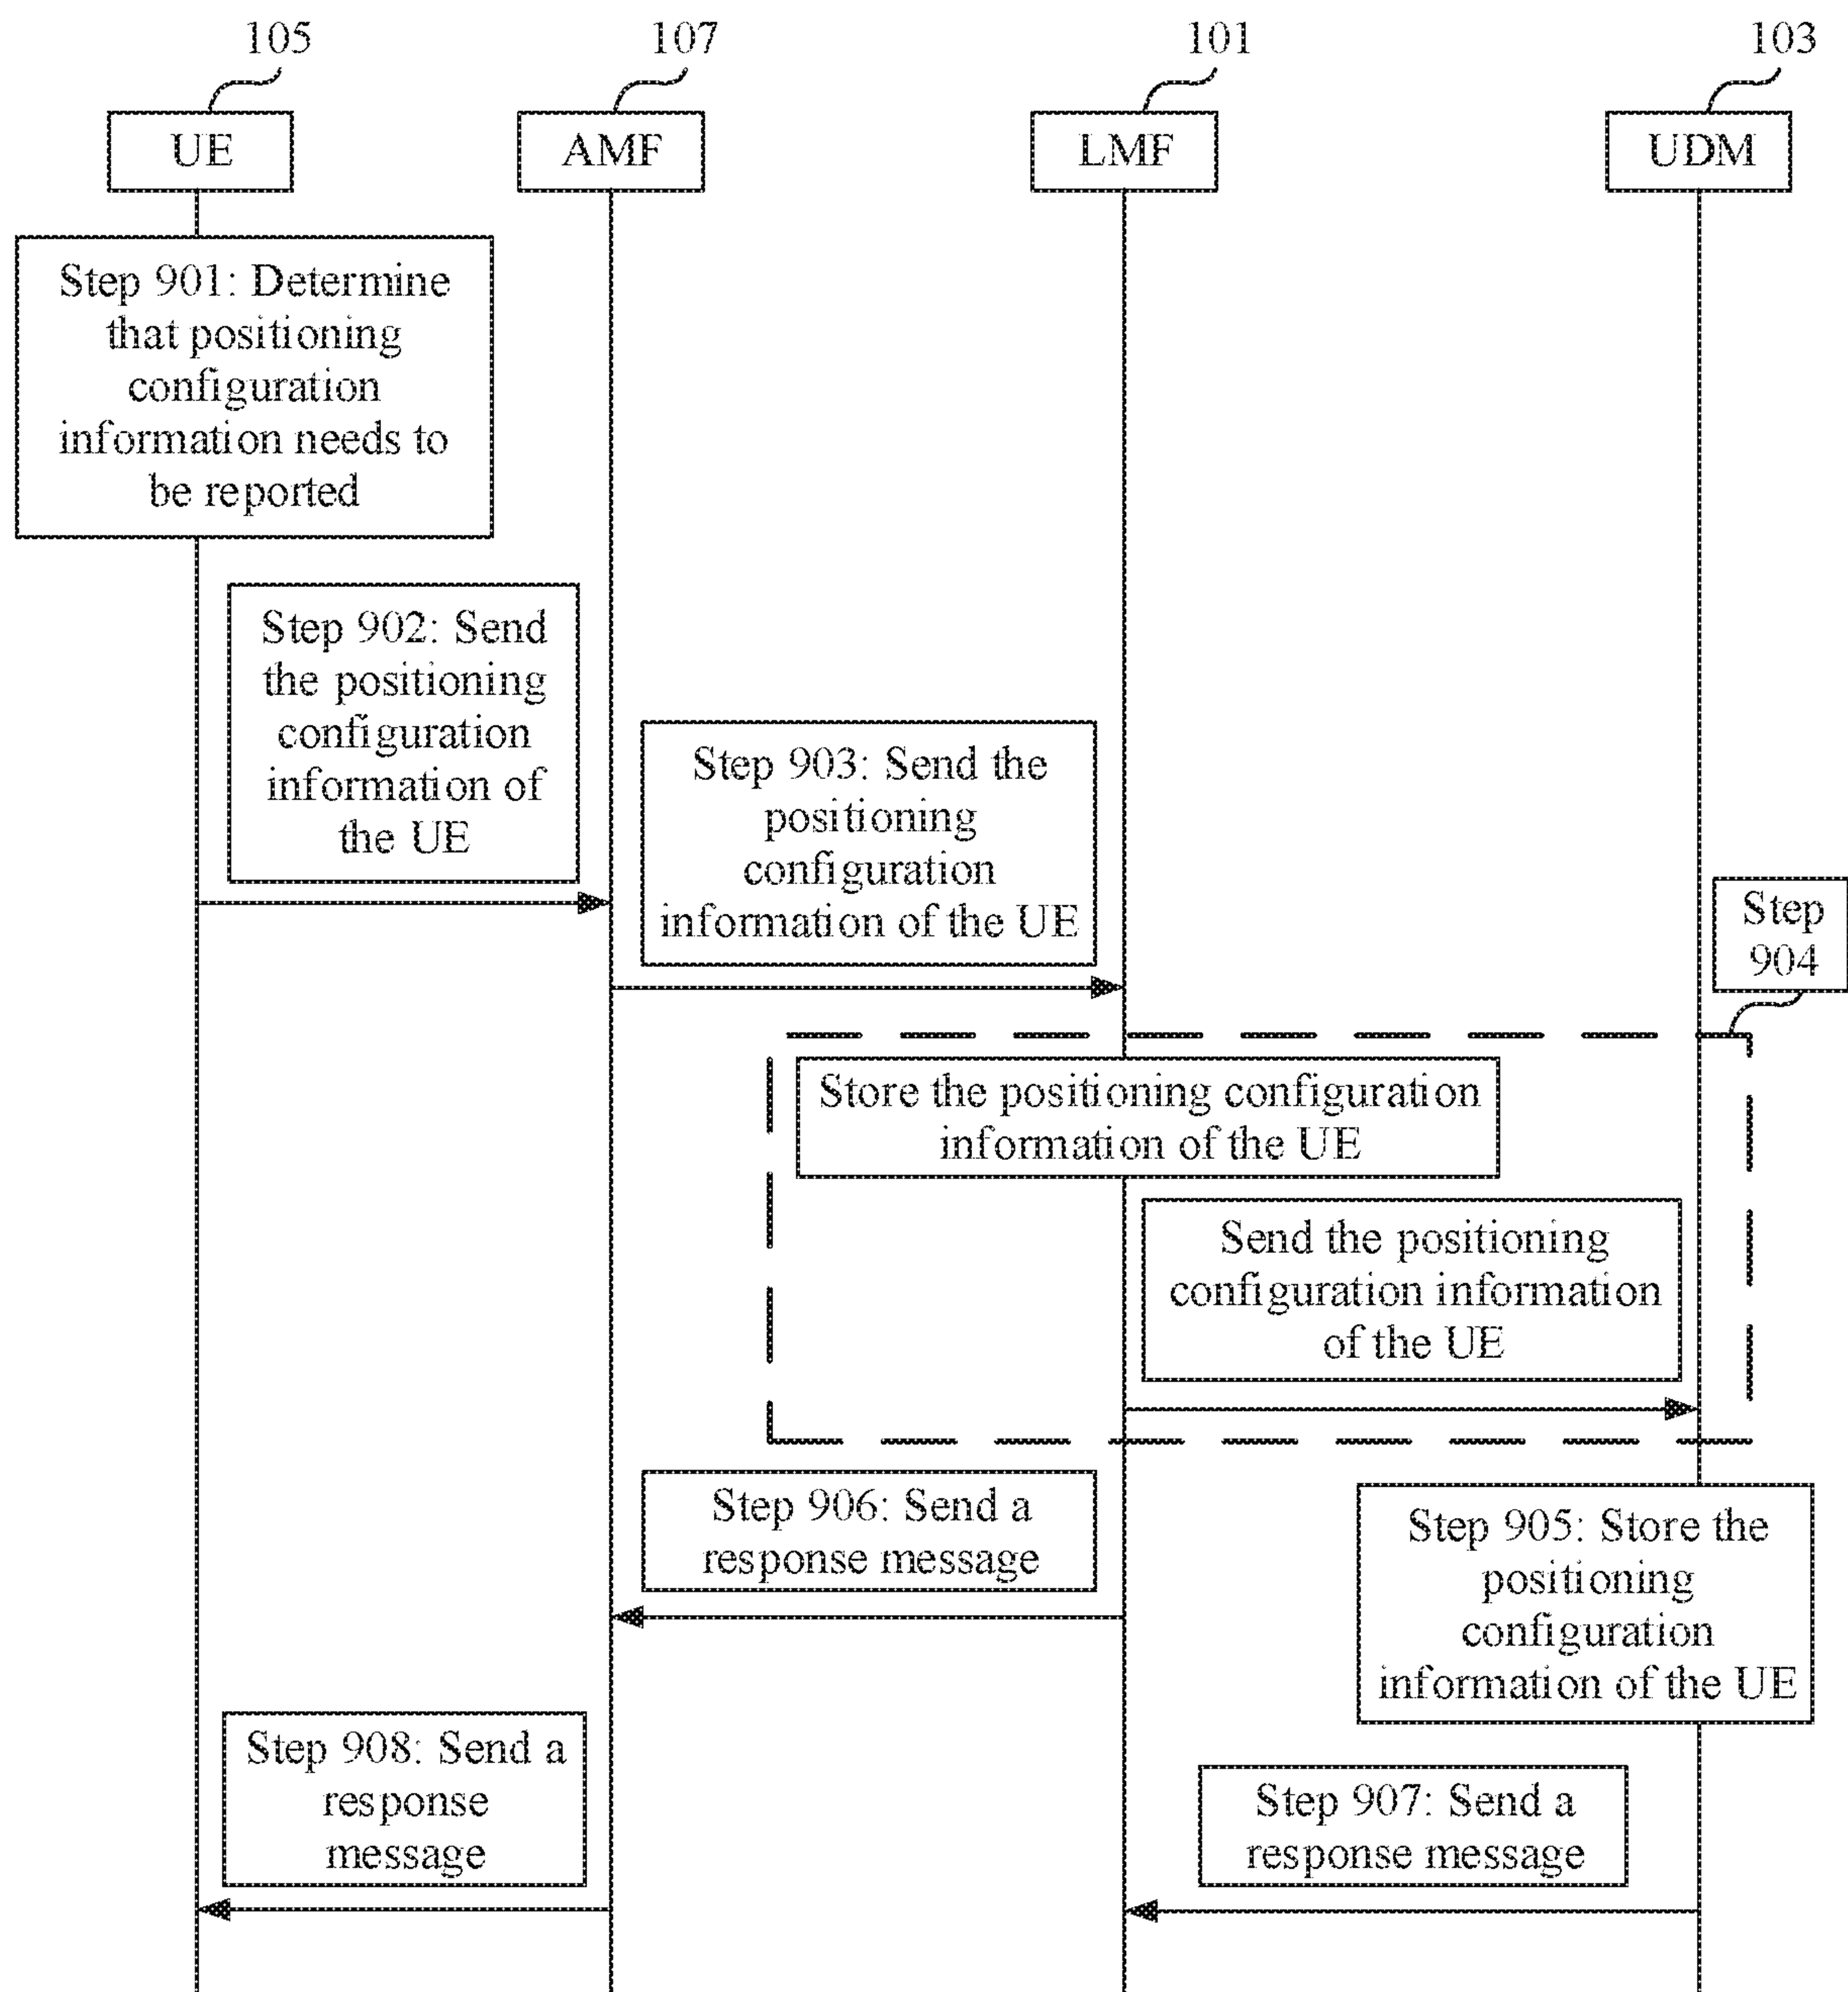 105
107
101
103
UE
AMF
LMF
UDM
Step 901: Determine
that positioning
configuration
information needs to
be reported
Step 902: Send
the positioning
configuration
information of
the UE
Step 903: Send the
positioning
configuration
information of the UE
Step
904
Store the positioning configuration
information of the UE
Send the positioning
configuration information
of the UE
Step 906: Send a
response message
Step 905: Store the
positioning
configuration
information of the UE
Step 908: Send a
response
message
Step 907: Send a
response message